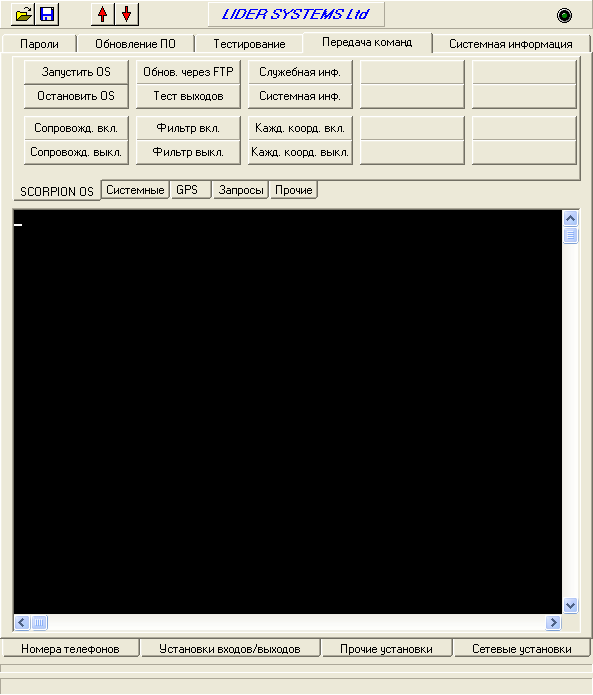 LIDER SYSTEMS Ltd
Пароли Обновление ПО Тестирование Передача команд Системная информация
Запустить OS Обнов. через FTP Служебная инф.
Остановить OS Тест выходов Системная инф.
Сопровожд. вкл. Фильтр вкл. Кажд. коорд. вкл.
Сопровожд. выкл. Фильтр выкл. Кажд. коорд. выкл.
SCORPION OS Системные GPS Запросы Прочие
Номера телефонов Установки входов/выходов Прочие установки Сетевые установки